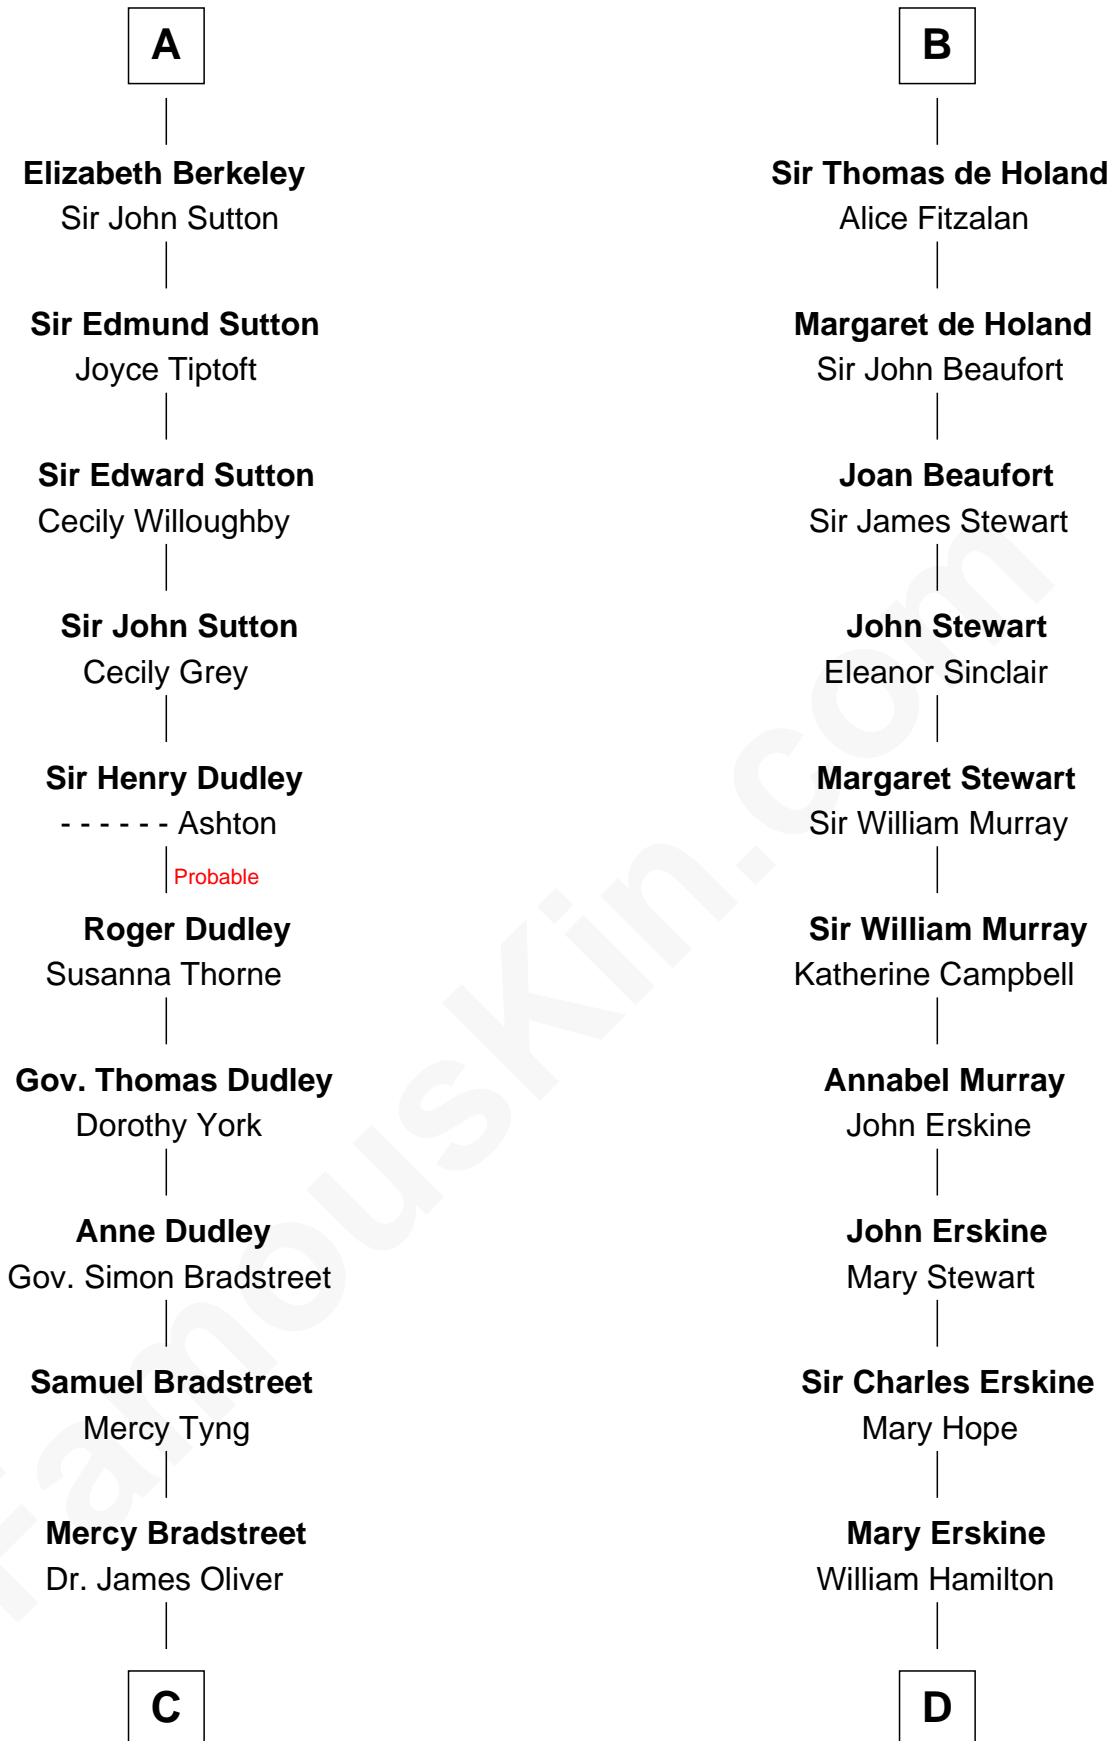 A
Elizabeth Berkeley
Sir John Sutton
Sir Edmund Sutton
Joyce Tiptoft
Sir Edward Sutton
Cecily Willoughby
Sir John Sutton
Cecily Grey
Sir Henry Dudley
- - - - - - Ashton
Probable
Roger Dudley
Susanna Thorne
Gov. Thomas Dudley
Dorothy York
Anne Dudley
Gov. Simon Bradstreet
Samuel Bradstreet
Mercy Tyng
Mercy Bradstreet
Dr. James Oliver
C
B
Sir Thomas de Holand
Alice Fitzalan
Margaret de Holand
Sir John Beaufort
Joan Beaufort
Sir James Stewart
John Stewart
Eleanor Sinclair
Margaret Stewart
Sir William Murray
Sir William Murray
Katherine Campbell
Annabel Murray
John Erskine
John Erskine
Mary Stewart
Sir Charles Erskine
Mary Hope
Mary Erskine
William Hamilton
D
FamousKin.com